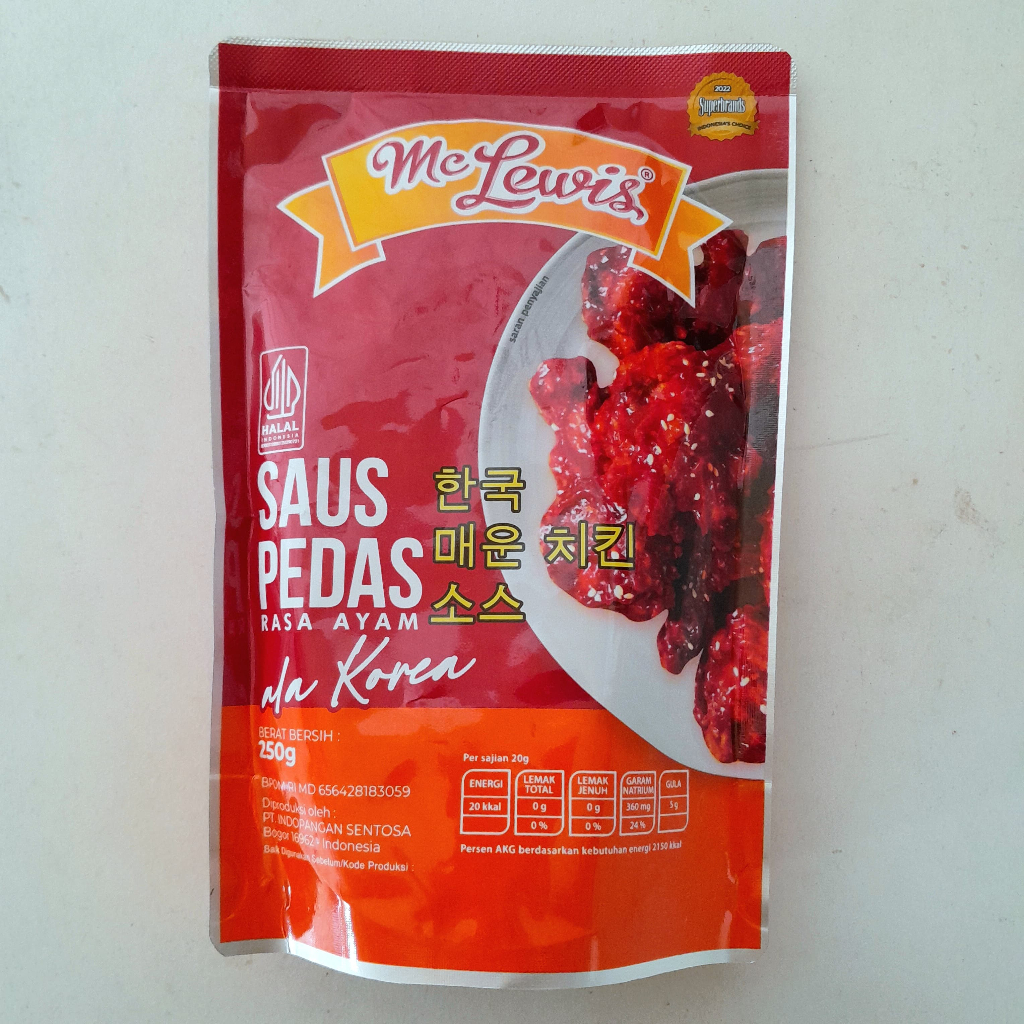 2022
Superbrands
INDONESIA'S CHOICE
Mc Lewis®
saran penyajian
HALAL
INDONESIA
SAUS
PEDAS
RASA AYAM
ala Korea
한국
매운 치킨
소스
BERAT BERSIH :
250g
BPOM RI MD 656428183059
Diproduksi oleh :
PT. INDOPANGAN SENTOSA
Bogor 16962 - Indonesia
Baik Digunakan Sebelum/Kode Produksi :
Per sajian 20g
ENERGI LEMAK TOTAL LEMAK JENUH GARAM NATRIUM GULA
20 kkal 0 g 0 g 360 mg 5 g
0 % 0 % 24 %
Persen AKG berdasarkan kebutuhan energi 2150 kkal